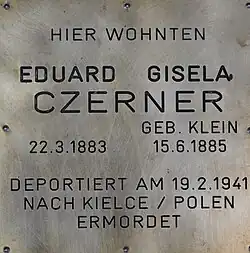 HIER WOHNTEN
EDUARD GISELA
CZERNER
GEB. KLEIN
22.3.1883 15.6.1885
DEPORTIERT AM 19.2.1941
NACH KIELCE / POLEN
ERMORDET